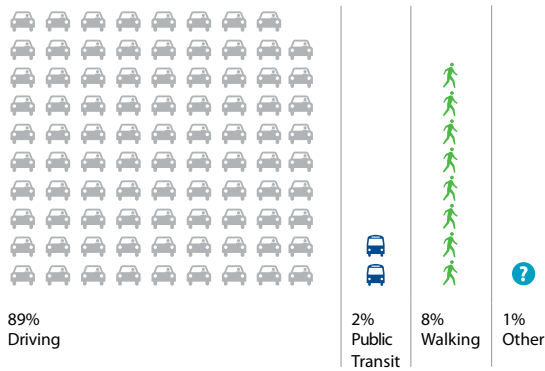 ?
89%
Driving
2%
Public
Transit
8%
Walking
1%
Other